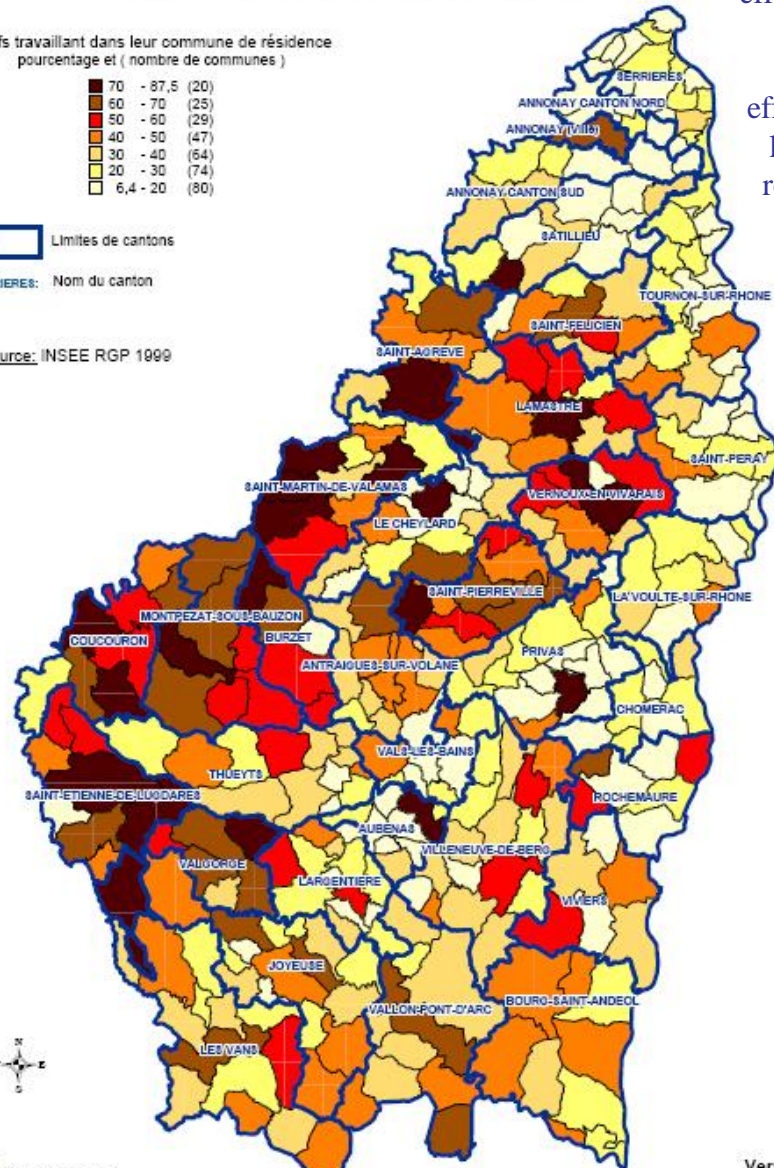 fs travaillant dans leur commune de résidence
pourcentage et ( nombre de communes )
70 - 87,5 (20)
60 - 70 (25)
50 - 60 (29)
40 - 50 (47)
30 - 40 (64)
20 - 30 (74)
6,4 - 20 (80)
Limites de cantons
IERES: Nom du canton
urce: INSEE RGP 1999
SERRIERES
ANNONAY CANTON NORD
ANNONAY (VILLE)
ANNONAY CANTON SUD
SATILLIEU
TOURNON-SUR-RHONE
SAINT-FELICIEN
SAINT-AGREVE
LAMASTRE
SAINT-PERAY
SAINT-MARTIN-DE-VALAMAS
VERNOUX-EN-VIVARAIS
LE CHEYLARD
SAINT-PIERREVILLE
LA VOULTE-SUR-RHONE
MONTPEZAT-SOUS-BAUZON
COUCOURON
BURZET
PRIVAS
ANTRAIGUES-SUR-VOLANE
CHOMERAC
VALS-LES-BAINS
THUEYTS
SAINT-ETIENNE-DE-LUGDARES
ROCHEMAURE
AUBENAS
VILLENEUVE-DE-BERG
VALGORGE
LARGENTIERE
VIVIERS
JOYEUSE
VALLON-PONT-D'ARC
BOURG-SAINT-ANDEOL
LES VANS
N
E
S